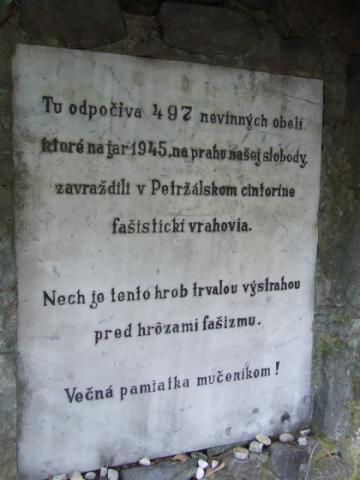 Tu odpočíva 497 nevinných obetí
ktoré na jar 1945, na prahu našej slobody,
zavraždili v Petržálskom cintoríne
fašistickí vrahovia.
Nech je tento hrob trvalou výstrahou
pred hrôzami fašizmu.
Večná pamiatka mučeníkom!